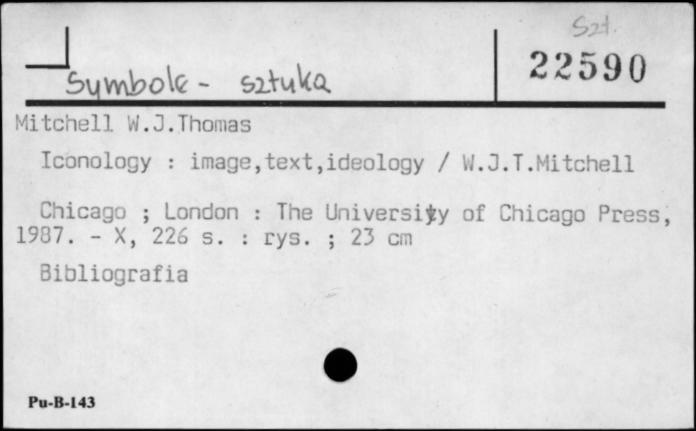 Szt.
22590
Symbole - sztuka
Mitchell W.J.Thomas
Iconology : image,text,ideology / W.J.T.Mitchell
Chicago ; London : The University of Chicago Press,
1987. - X, 226 s. : rys. ; 23 cm
Bibliografia
Pu-B-143